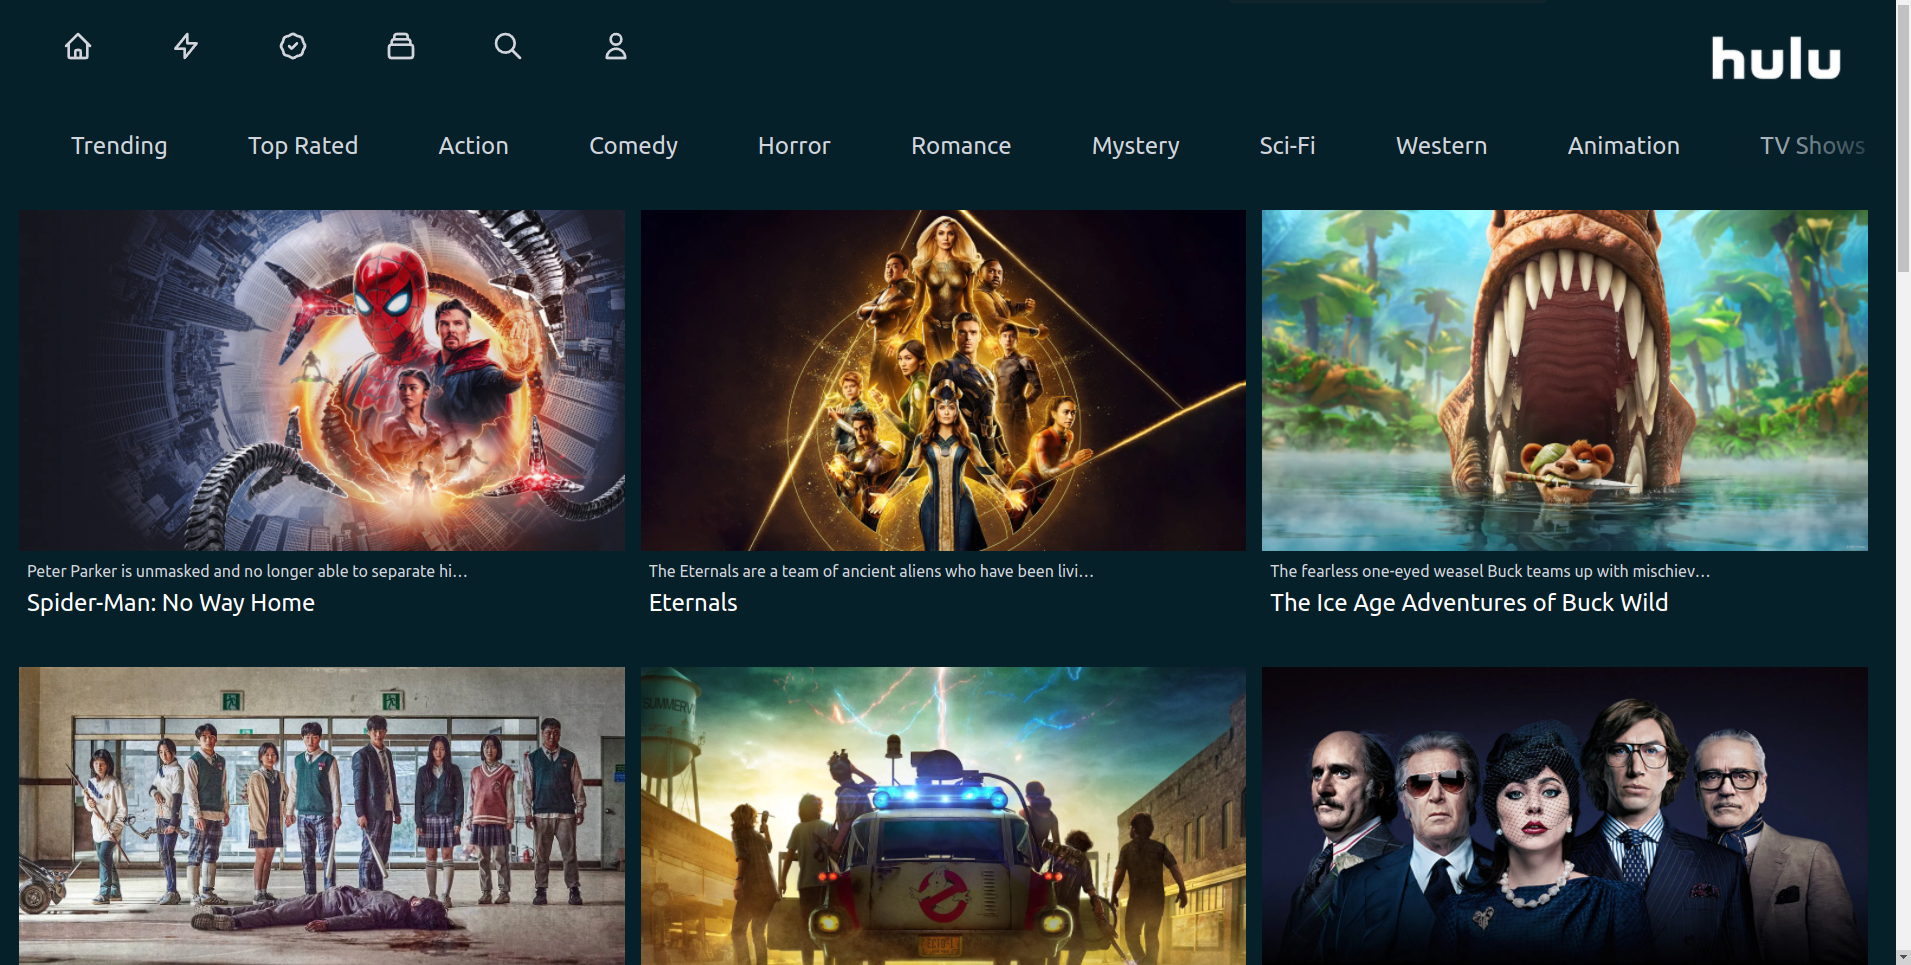 hulu
Trending Top Rated Action Comedy Horror Romance Mystery Sci-Fi Western Animation TV Shows
Peter Parker is unmasked and no longer able to separate hi...
Spider-Man: No Way Home
The Eternals are a team of ancient aliens who have been livi...
Eternals
The fearless one-eyed weasel Buck teams up with mischiev...
The Ice Age Adventures of Buck Wild
SUMMERV
ECTO-1